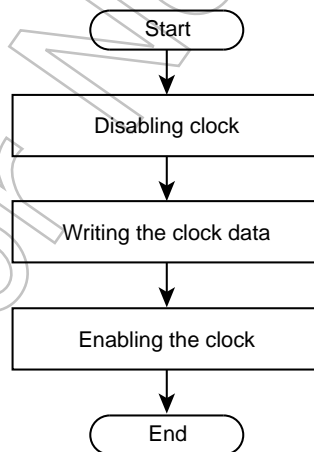 Start
Disabling clock
Writing the clock data
Enabling the clock
End